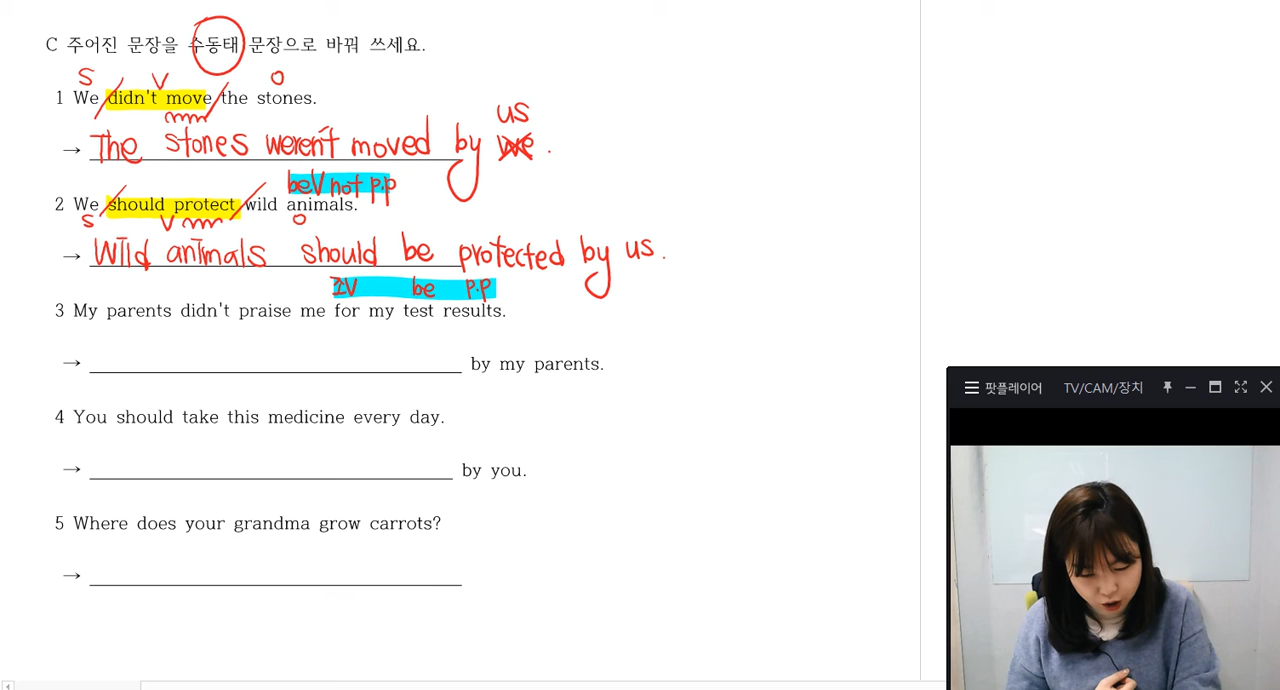 C 주어진 문장을 수동태 문장으로 바꿔 쓰세요.
S V O
1 We didn't move the stones.
us
→ The stones weren't moved by we .
beV not p.p
2 We should protect wild animals.
S V O
→ Wild animals should be protected by us .
조V be p.p
3 My parents didn't praise me for my test results.
→ by my parents.
4 You should take this medicine every day.
→ by you.
5 Where does your grandma grow carrots?
→
팟플레이어 TV/CAM/장치